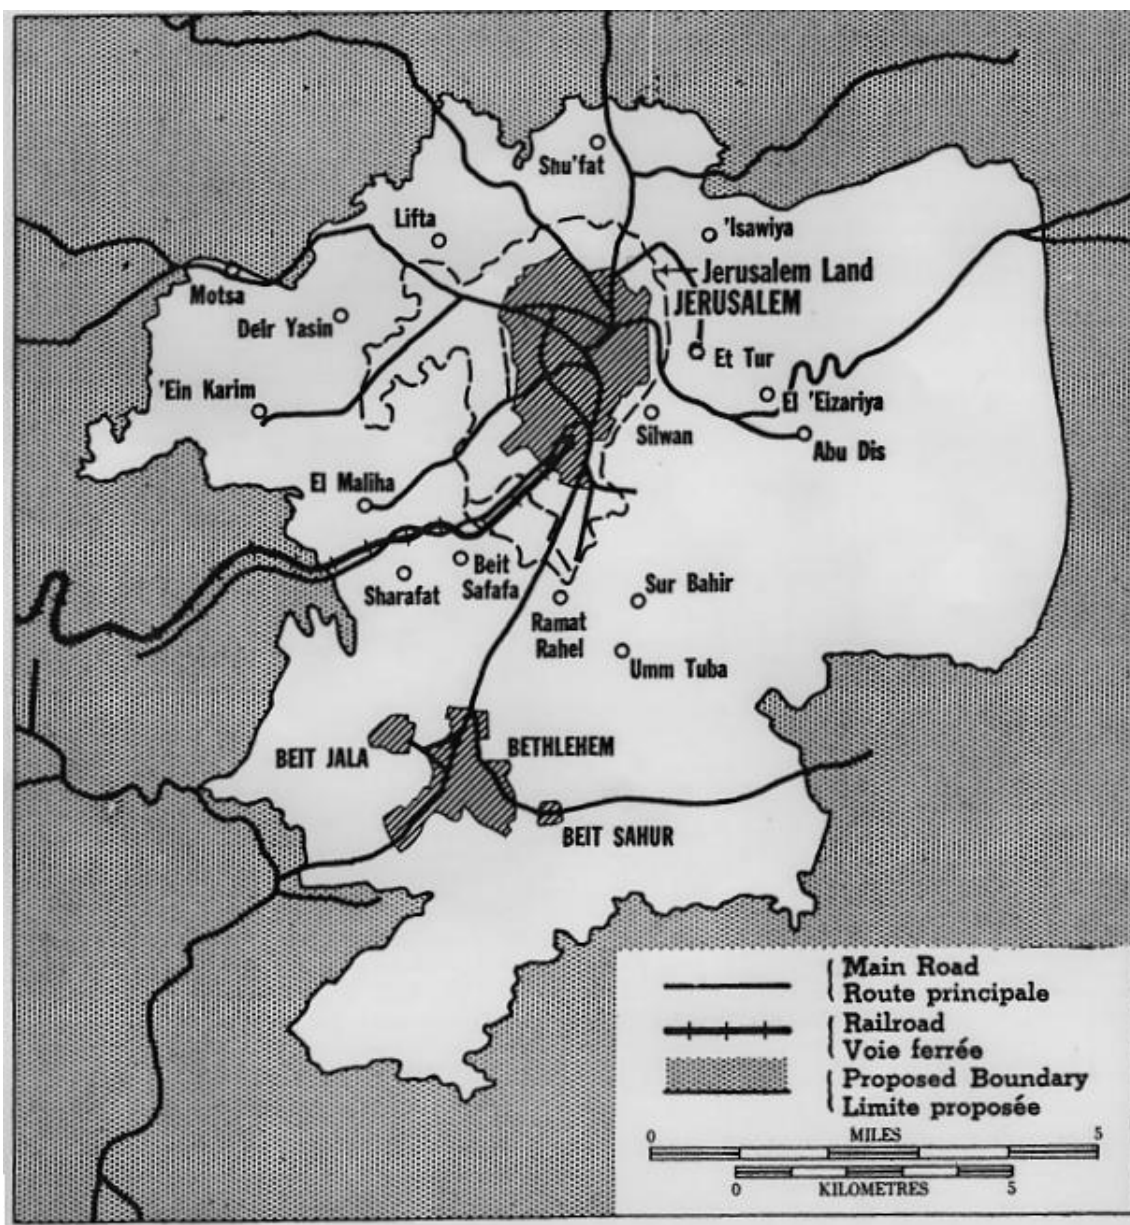 Shu'fat
Lifta
'Isawiya
Jerusalem Land
JERUSALEM
Motsa
Deir Yasin
Et Tur
'Ein Karim
El 'Eizariya
Silwan
Abu Dis
El Maliha
Beit
Safafa
Sharafat
Sur Bahir
Ramat
Rahel
Umm Tuba
BEIT JALA
BETHLEHEM
BEIT SAHUR
Main Road
Route principale
Railroad
Voie ferrée
Proposed Boundary
Limite proposée
0 MILES 5
0 KILOMETRES 5